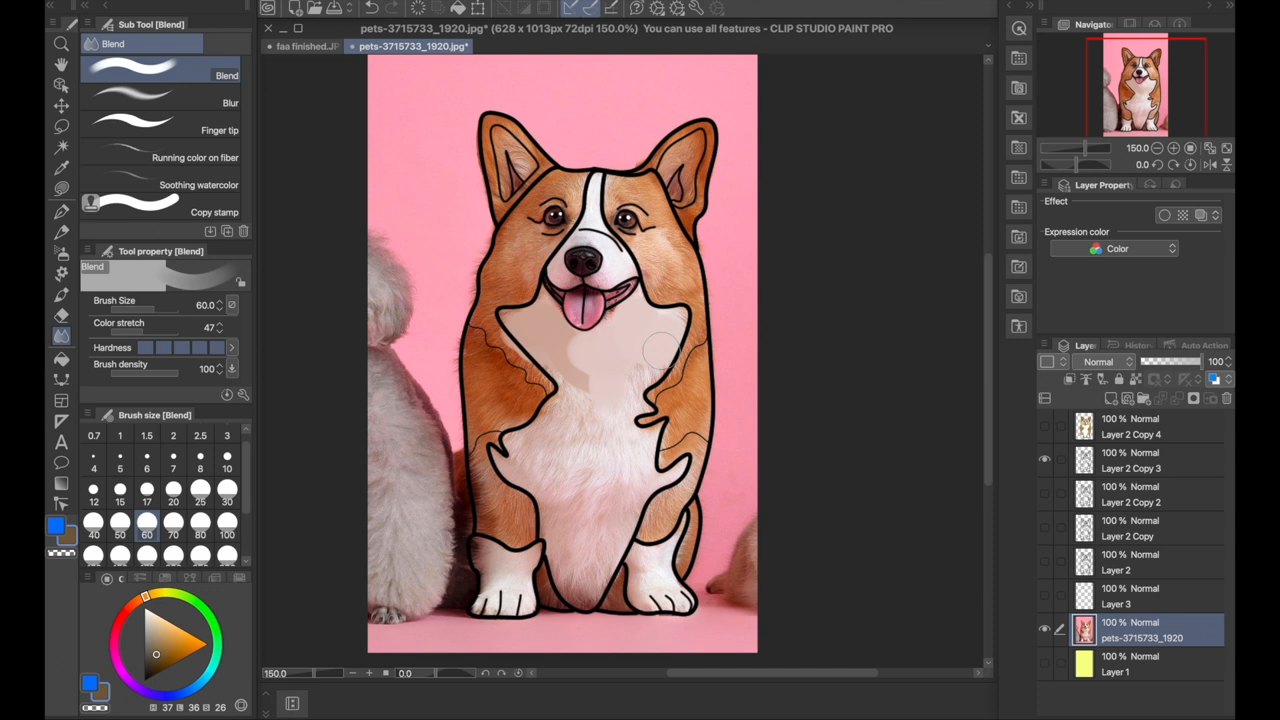 pets-3715733_1920.jpg* (628 x 1013px 72dpi 150.0%)  You can use all features - CLIP STUDIO PAINT PRO
faa finished.JP
pets-3715733_1920.jpg*
Sub Tool [Blend]
Blend
Blend
Blur
Finger tip
Running color on fiber
Soothing watercolor
Copy stamp
Tool property [Blend]
Blend
Brush Size 60.0
Color stretch 47
Hardness
Brush density 100
Brush size [Blend]
0.7 1 1.5 2 2.5 3
4 5 6 7 8 10
12 15 17 20 25 30
40 50 60 70 80 100
H 37 S 36 S 26
150.0
0.0
Navigator
150.0
0.0
Layer Property
Effect
Expression color
Color
Layer
History
Auto Action
Normal 100
100 % Normal
Layer 2 Copy 4
100 % Normal
Layer 2 Copy 3
100 % Normal
Layer 2 Copy 2
100 % Normal
Layer 2 Copy
100 % Normal
Layer 2
100 % Normal
Layer 3
100 % Normal
pets-3715733_1920
100 % Normal
Layer 1